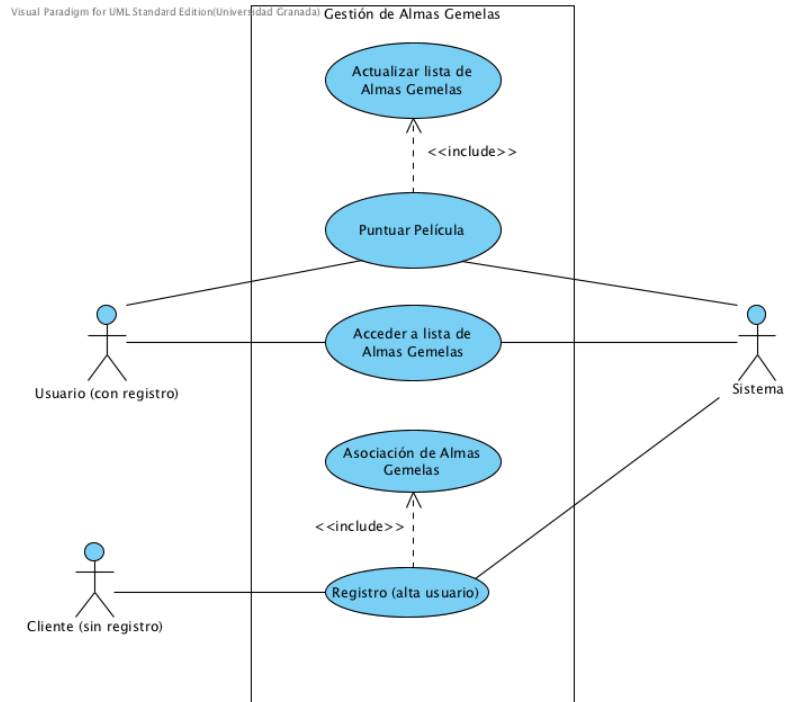 Visual Paradigm for UML Standard Edition(Universidad Granada)
Gestión de Almas Gemelas
Actualizar lista de
Almas Gemelas
<<include>>
Puntuar Película
Acceder a lista de
Almas Gemelas
Usuario (con registro)
Sistema
Asociación de Almas
Gemelas
<<include>>
Registro (alta usuario)
Cliente (sin registro)